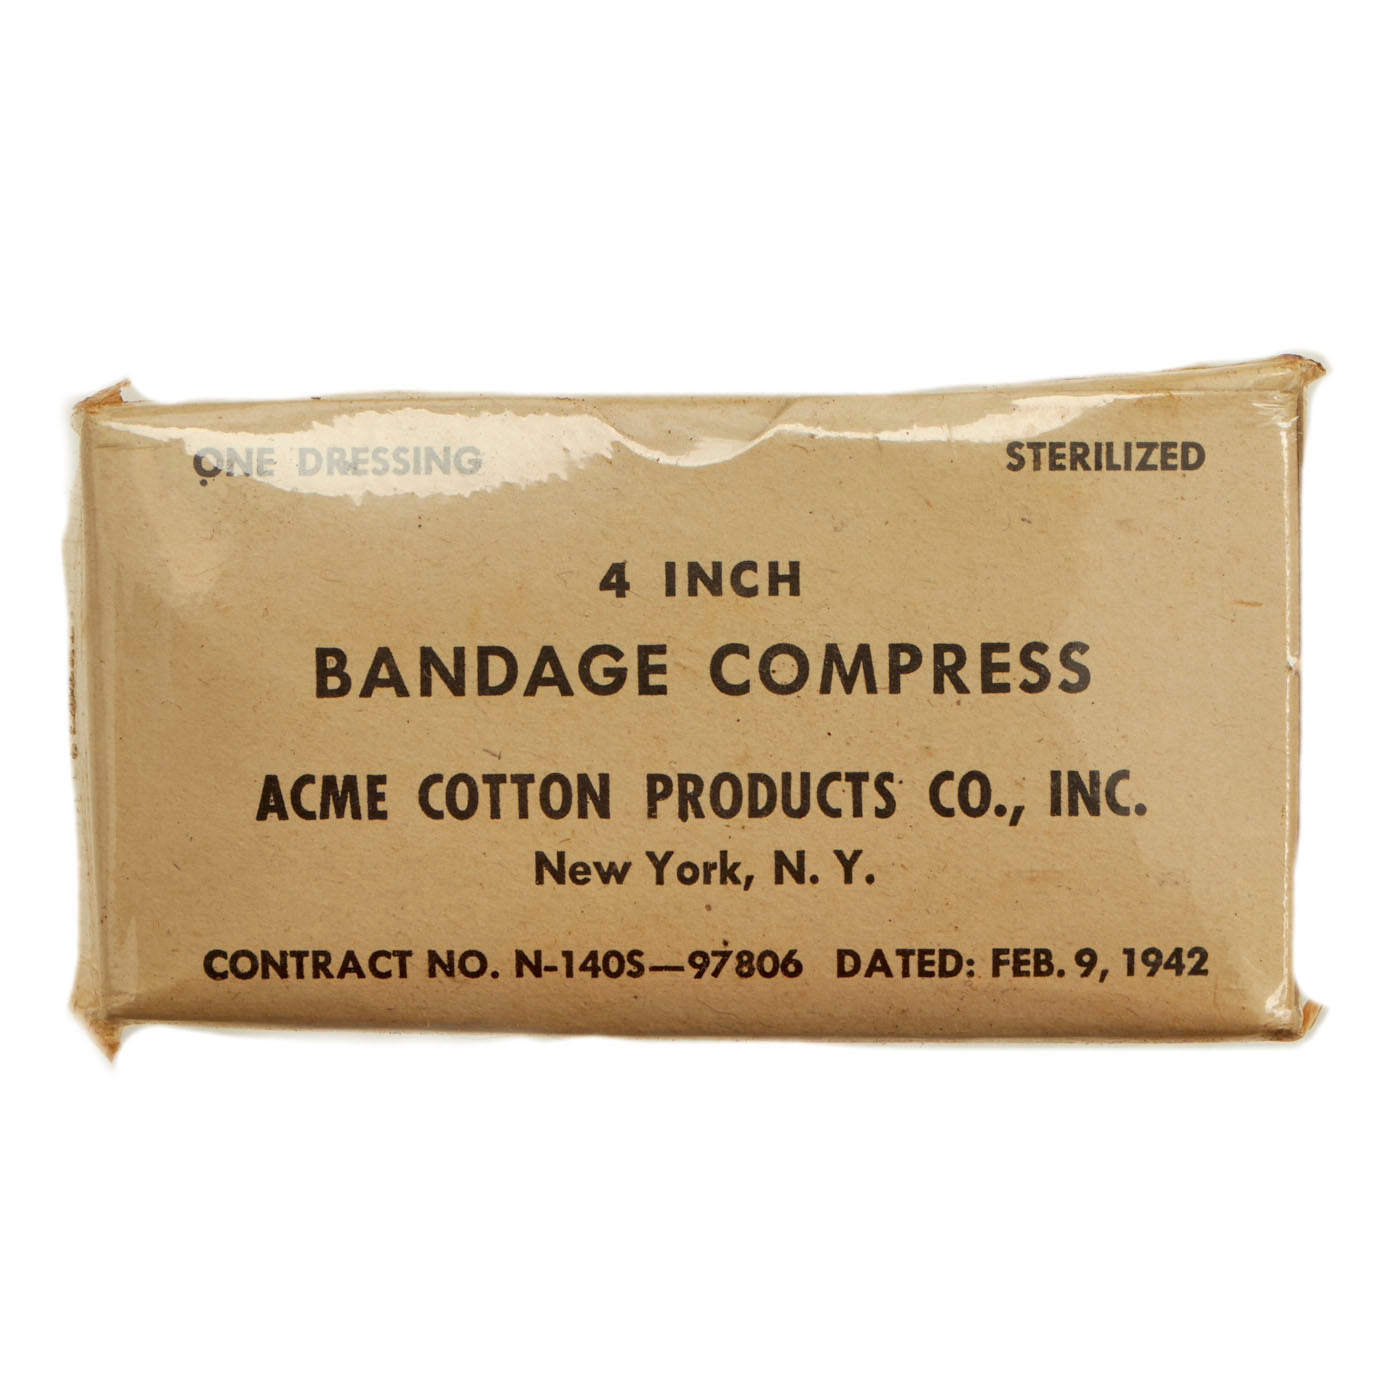 ONE DRESSING STERILIZED
4 INCH
BANDAGE COMPRESS
ACME COTTON PRODUCTS CO., INC.
New York, N. Y.
CONTRACT NO. N-140S—97806 DATED: FEB. 9, 1942